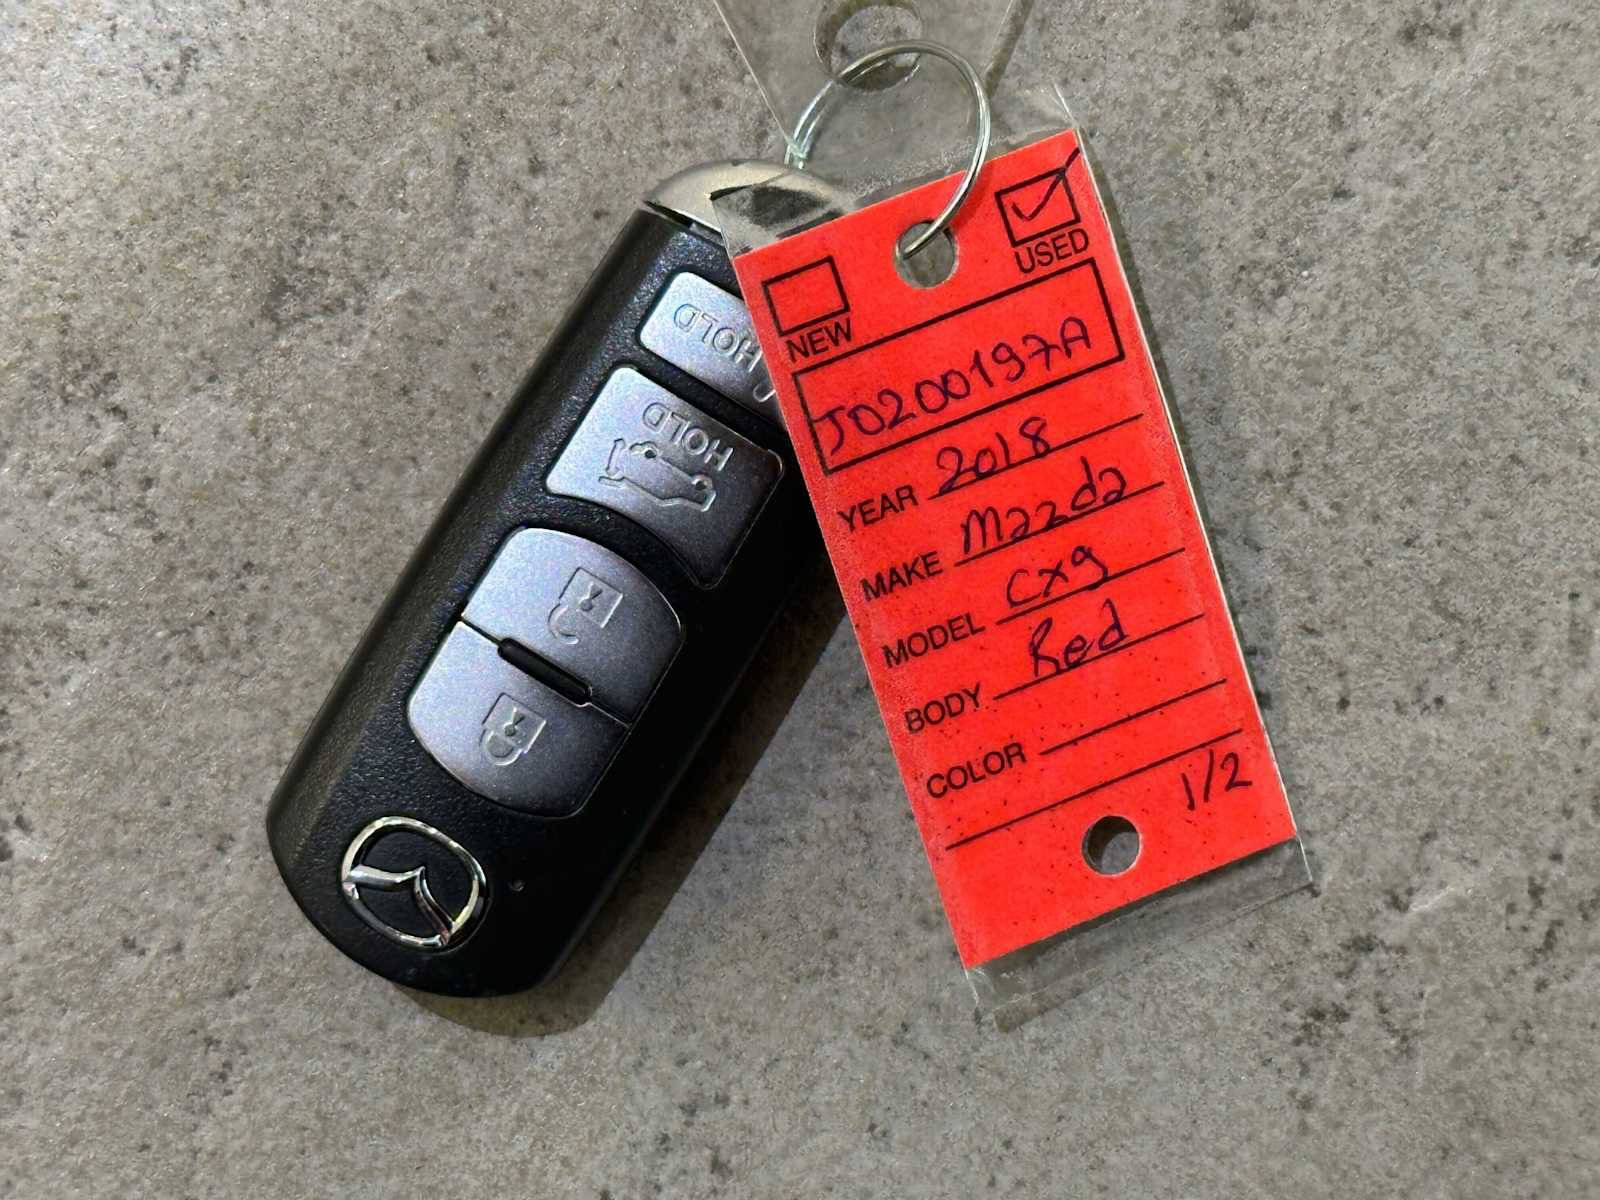 HOLD
HOLD
NEW
USED
J0200197A
YEAR 2018
MAKE Mazda
MODEL Cx9
BODY Red
COLOR
1/2